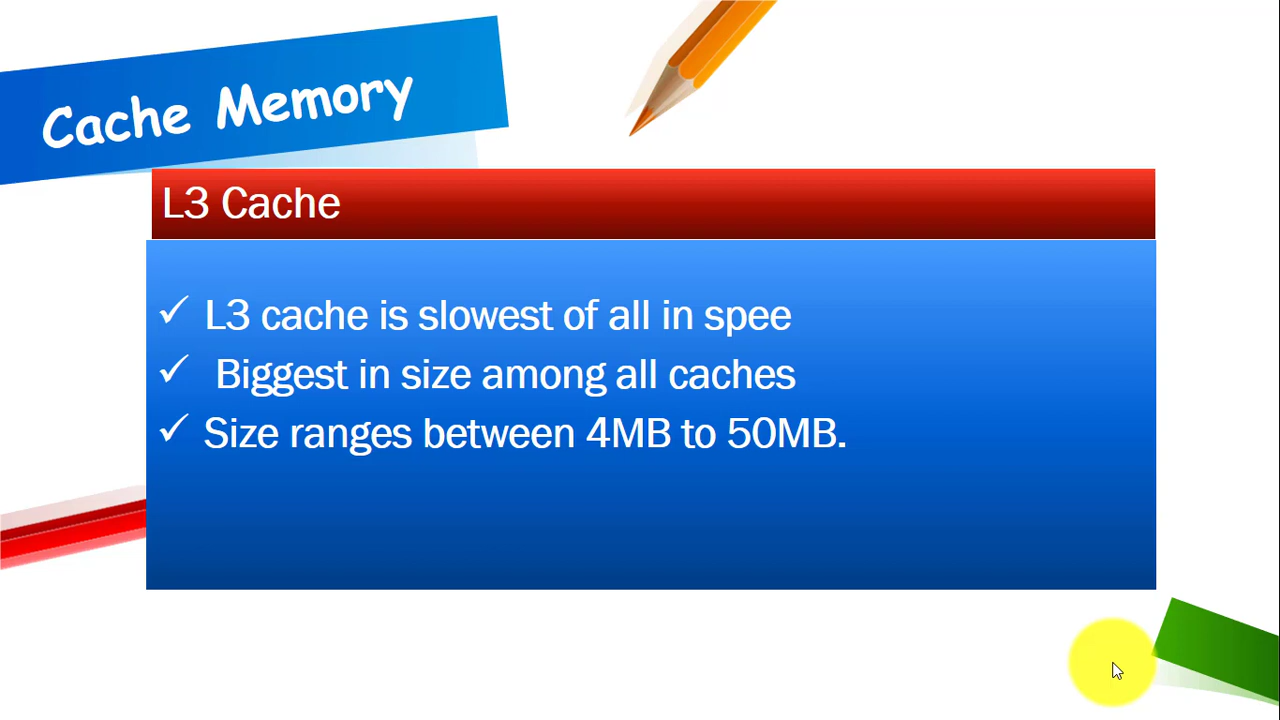 Cache Memory
L3 Cache
✓ L3 cache is slowest of all in spee
✓ Biggest in size among all caches
✓ Size ranges between 4MB to 50MB.